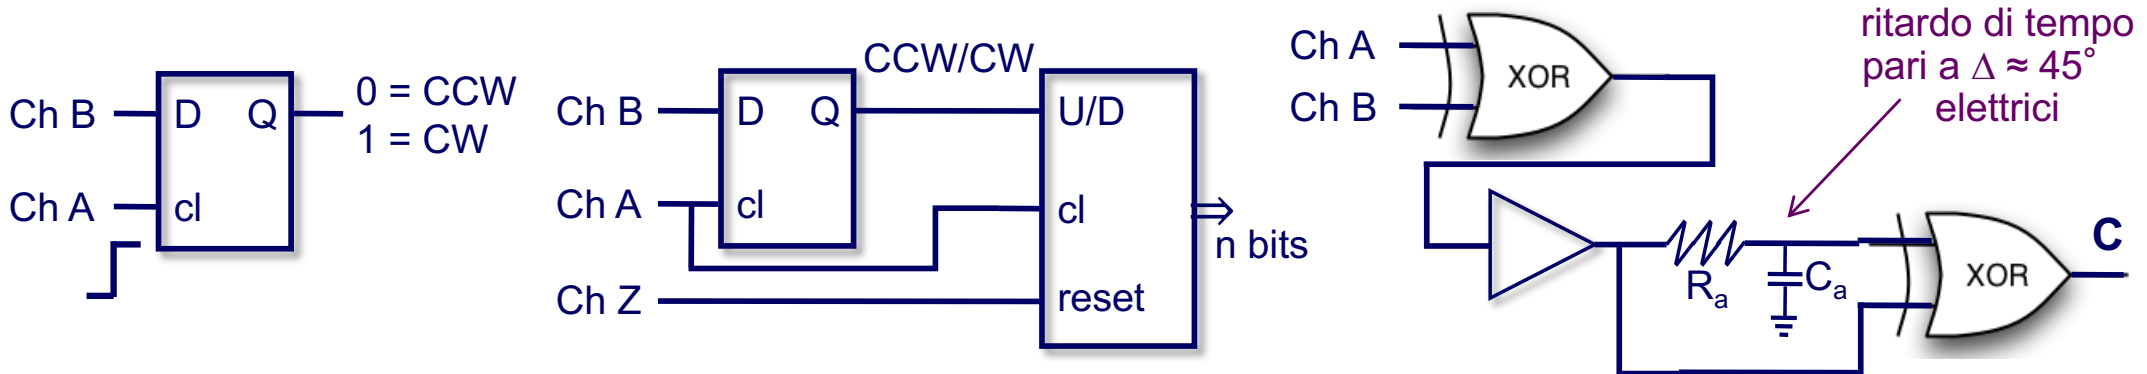 Ch B
D
Q
0 = CCW
1 = CW
Ch A
cl
CCW/CW
Ch B
D
Q
U/D
Ch A
cl
cl
n bits
Ch Z
reset
Ch A
Ch B
XOR
ritardo di tempo
pari a Δ ≈ 45°
elettrici
Ra
Ca
XOR
C